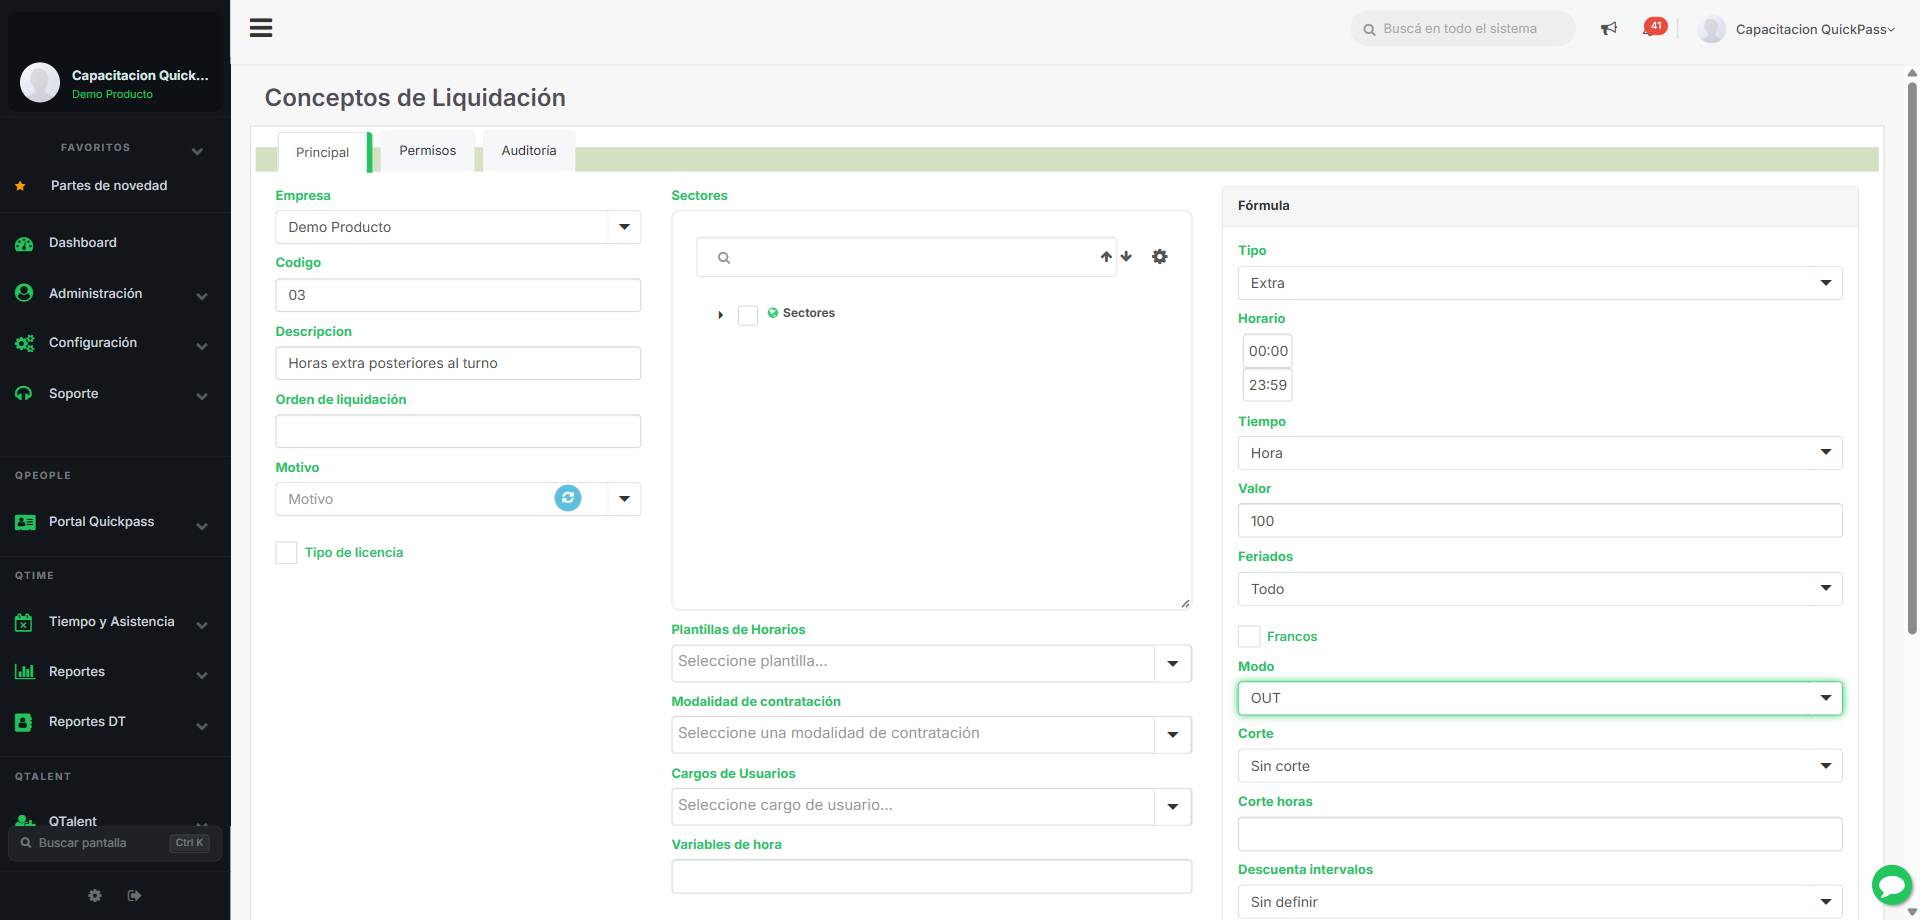 Capacitacion Quick...
Demo Producto
FAVORITOS
Partes de novedad
Dashboard
Administración
Configuración
Soporte
QPEOPLE
Portal Quickpass
QTIME
Tiempo y Asistencia
Reportes
Reportes DT
QTALENT
QTalent
Buscar pantalla
Ctrl K
Buscá en todo el sistema
41
Capacitacion QuickPass
Conceptos de Liquidación
Principal
Permisos
Auditoría
Empresa
Demo Producto
Codigo
03
Descripcion
Horas extra posteriores al turno
Orden de liquidación
Motivo
Motivo
Tipo de licencia
Sectores
Sectores
Plantillas de Horarios
Seleccione plantilla...
Modalidad de contratación
Seleccione una modalidad de contratación
Cargos de Usuarios
Seleccione cargo de usuario...
Variables de hora
Fórmula
Tipo
Extra
Horario
00:00
23:59
Tiempo
Hora
Valor
100
Feriados
Todo
Francos
Modo
OUT
Corte
Sin corte
Corte horas
Descuenta intervalos
Sin definir